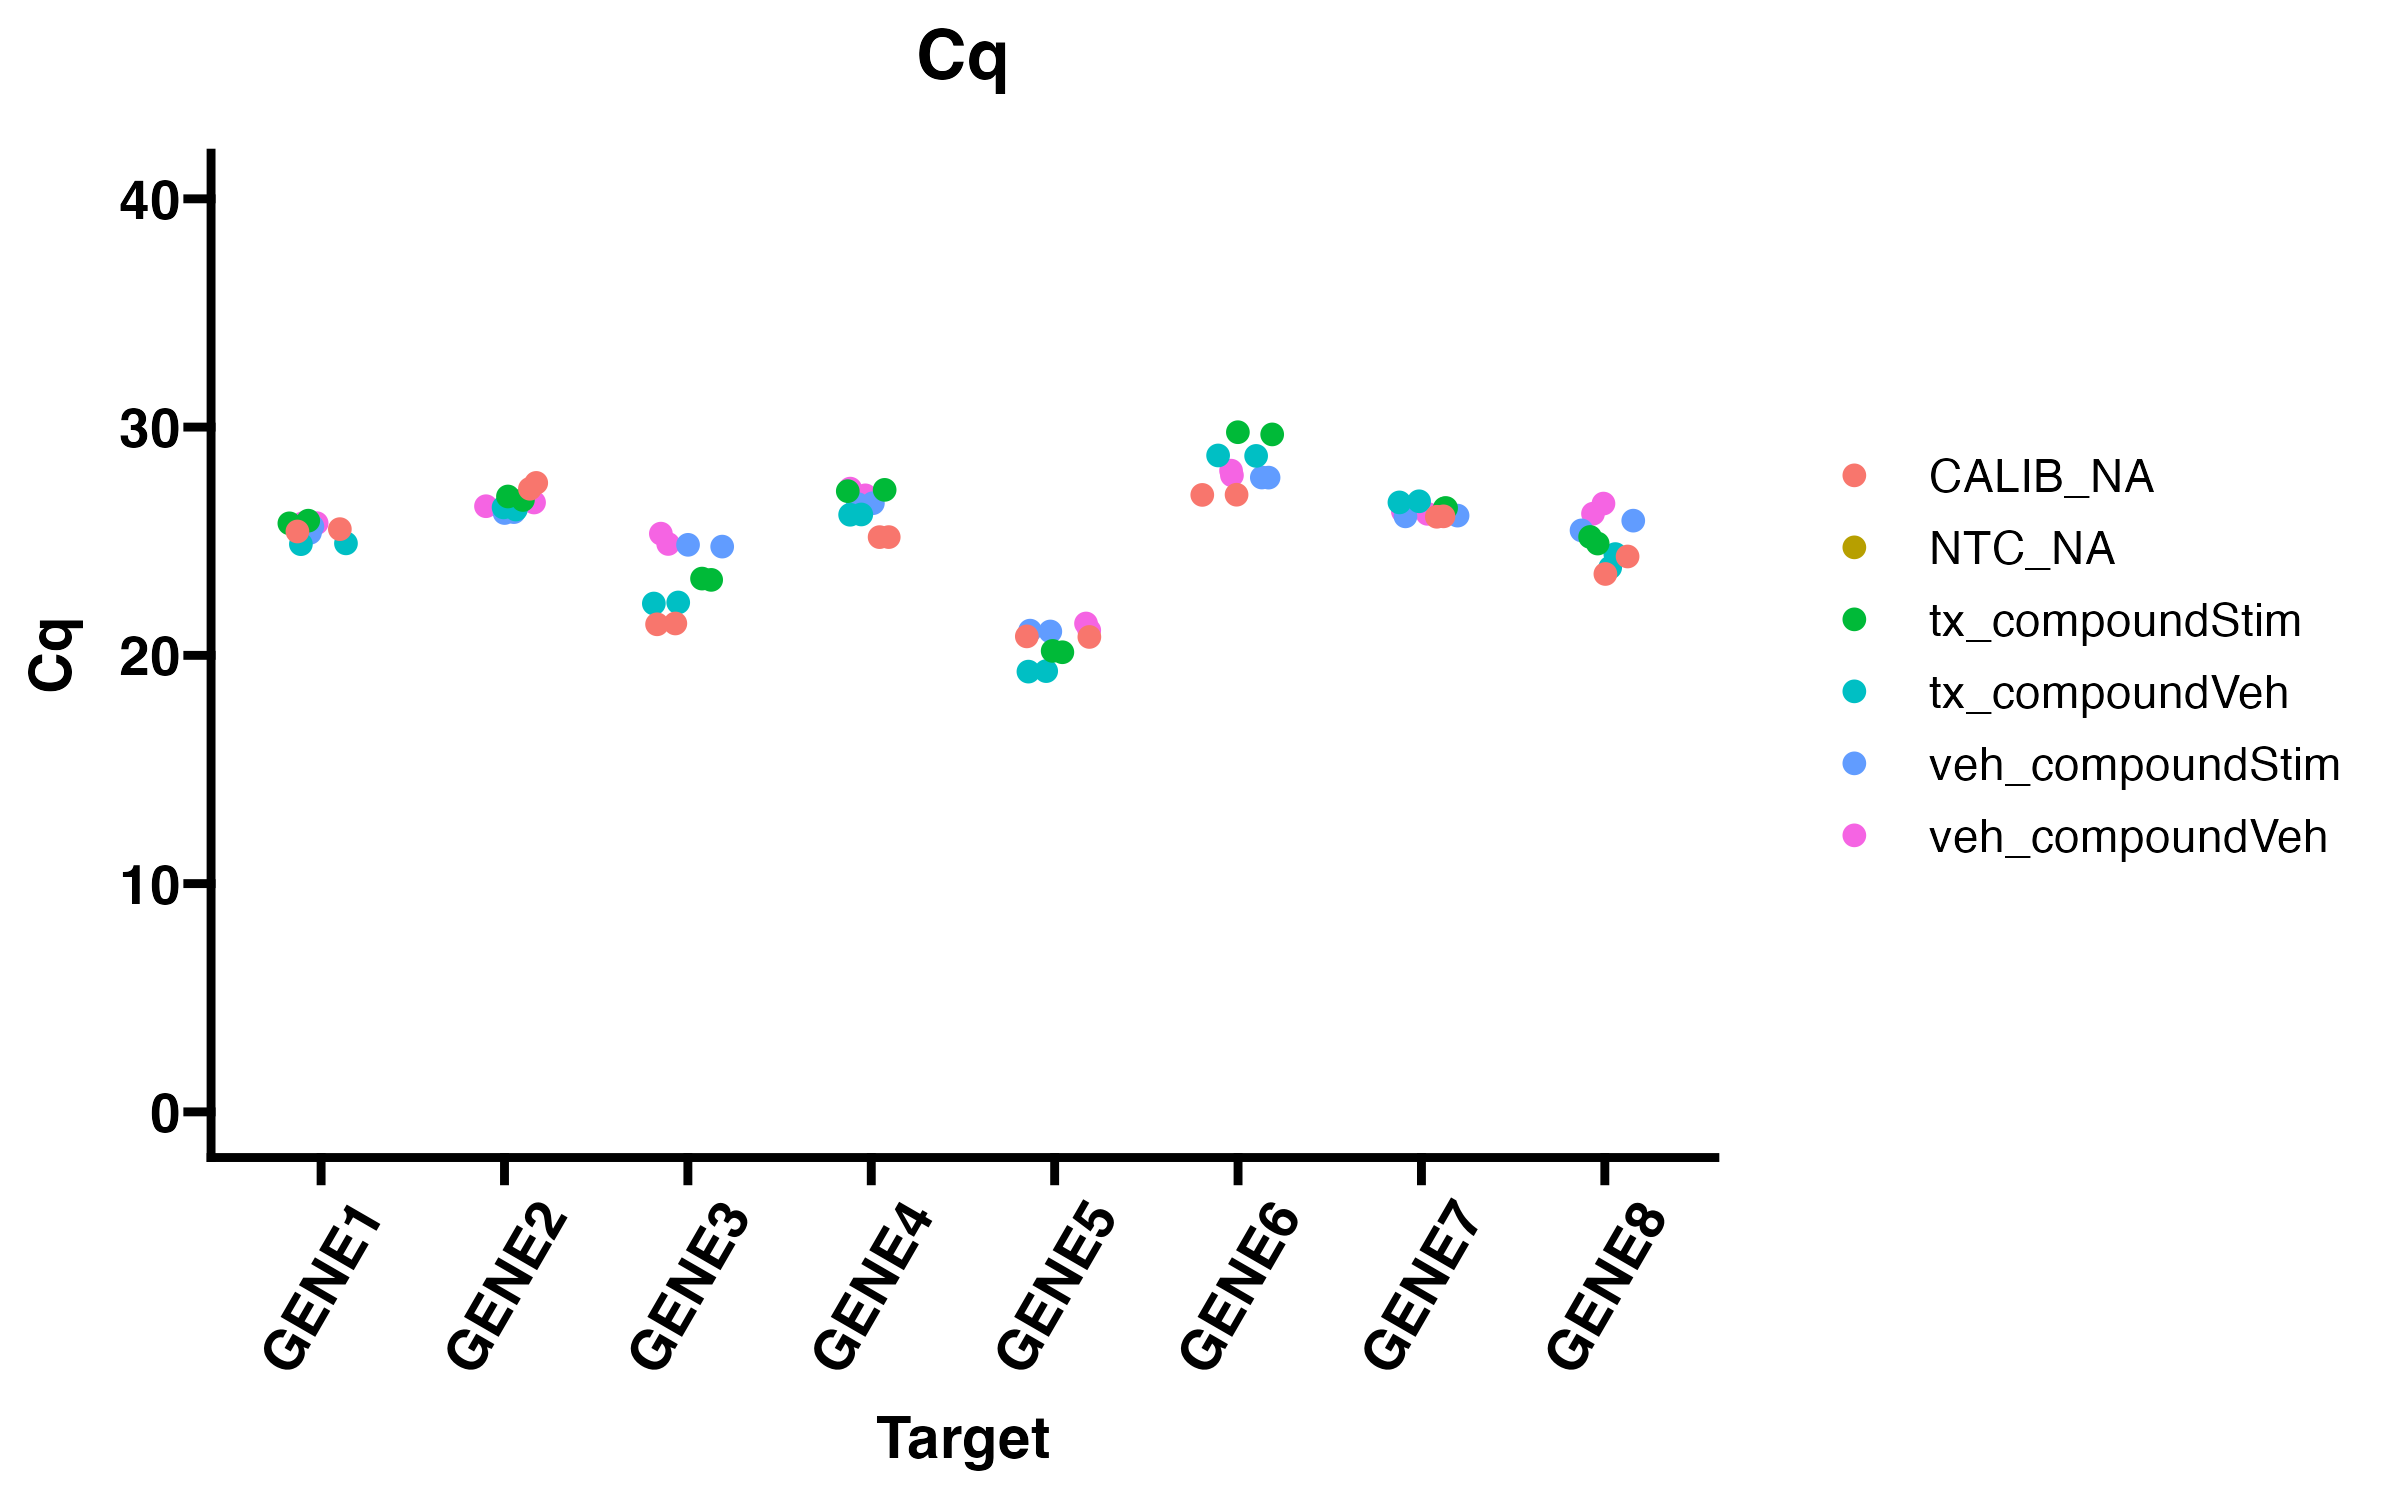 Cq
Cq
40
30
20
10
0
GENE1
GENE2
GENE3
GENE4
GENE5
GENE6
GENE7
GENE8
Target
CALIB_NA
NTC_NA
tx_compoundStim
tx_compoundVeh
veh_compoundStim
veh_compoundVeh